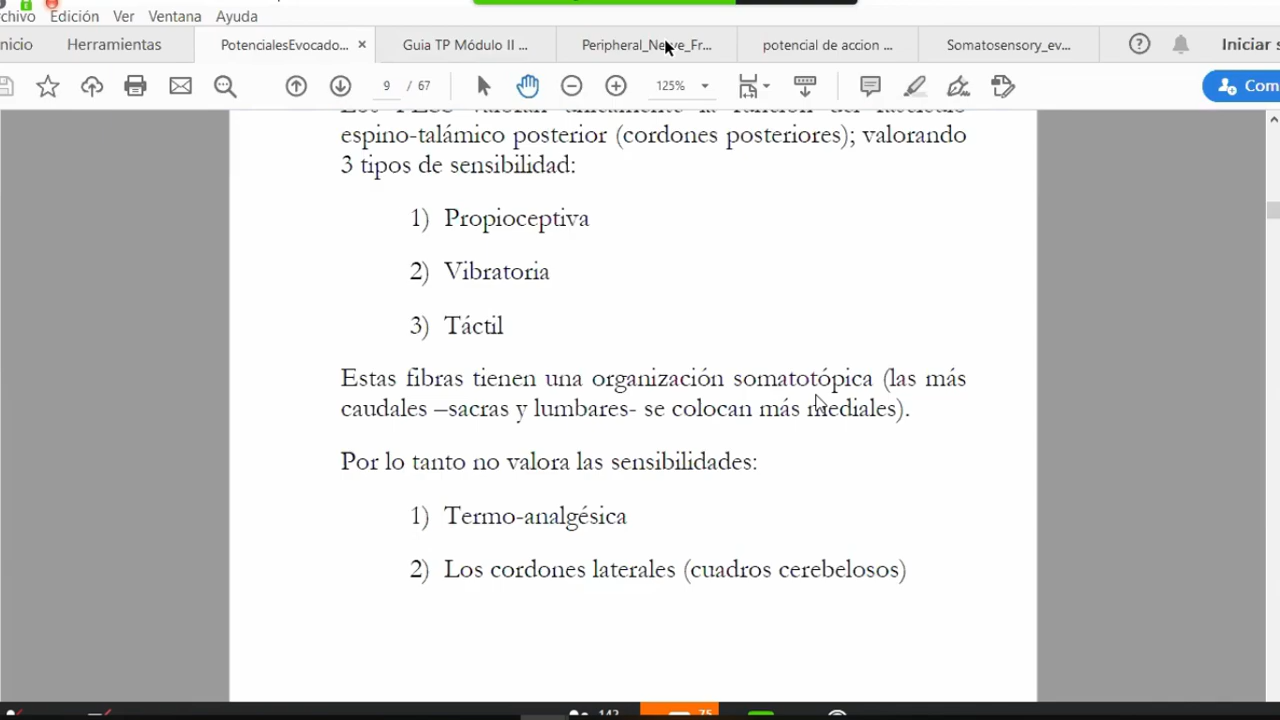 Edición Ver Ventana Ayuda
Herramientas PotencialesEvocado... × Guia TP Módulo II ... Peripheral_Nerve_Fr... potencial de accion ... Somatosensory_ev... Iniciar
9 / 67 125% Com
espino-talámico posterior (cordones posteriores); valorando
3 tipos de sensibilidad:
1) Propioceptiva
2) Vibratoria
3) Táctil
Estas fibras tienen una organización somatotópica (las más
caudales –sacras y lumbares- se colocan más mediales).
Por lo tanto no valora las sensibilidades:
1) Termo-analgésica
2) Los cordones laterales (cuadros cerebelosos)